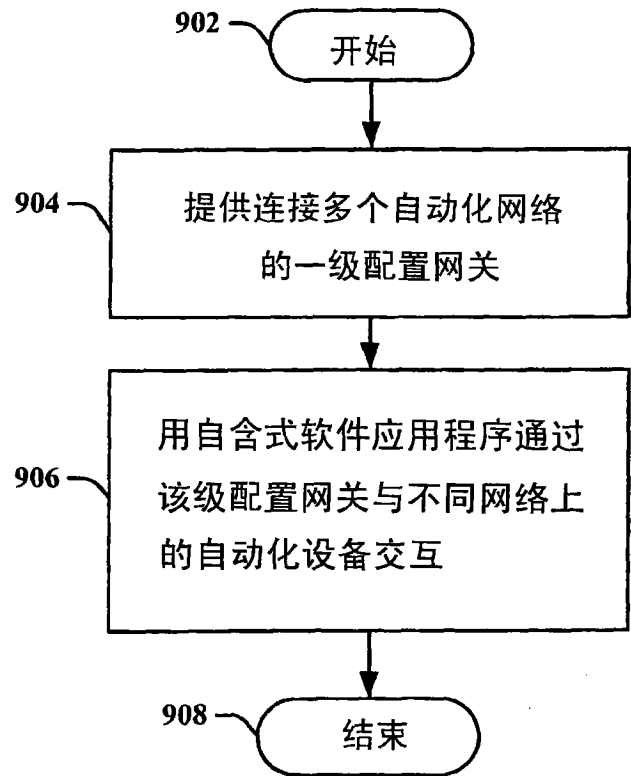 902
开始
904
提供连接多个自动化网络
的一级配置网关
906
用自含式软件应用程序通过
该级配置网关与不同网络上
的自动化设备交互
908
结束